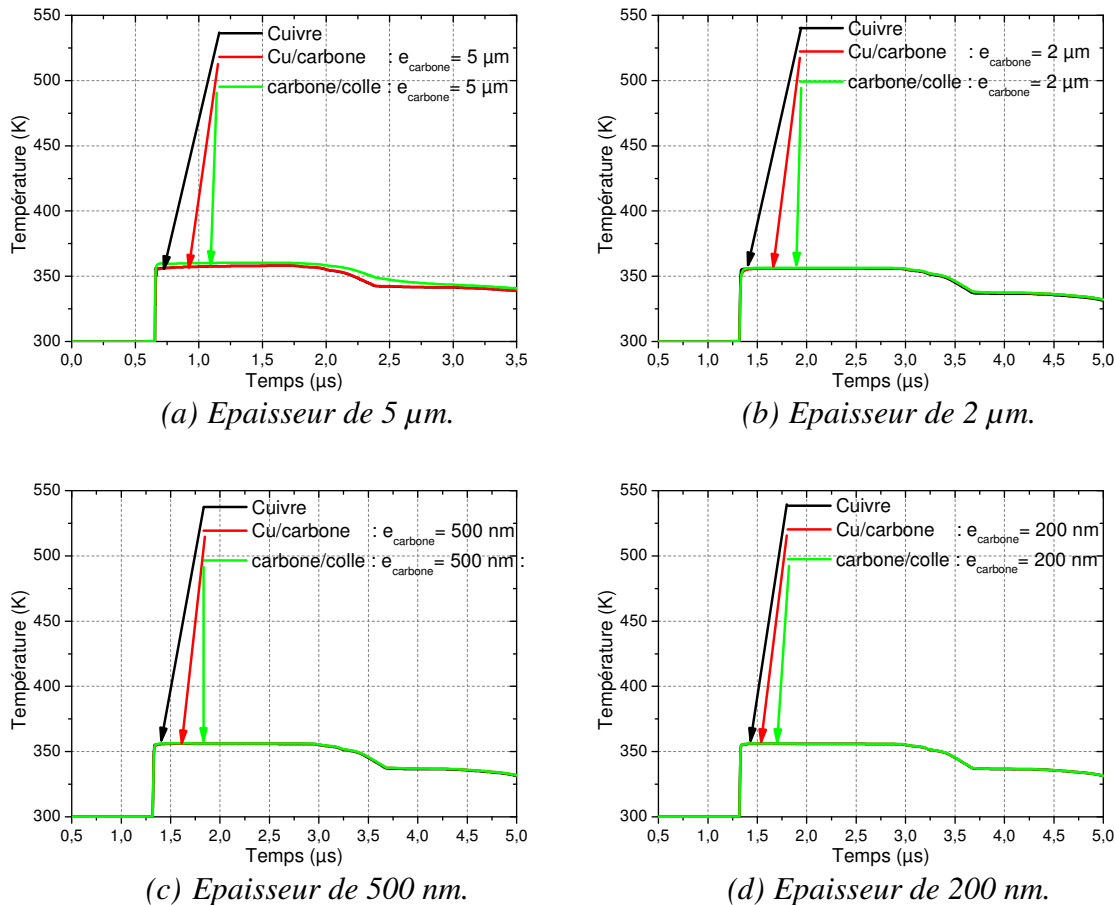 550
500
450
400
350
300
Température (K)
Cuivre
Cu/carbone : e carbone = 5 µm
carbone/colle : e carbone = 5 µm
0,0 0,5 1,0 1,5 2,0 2,5 3,0 3,5
Temps (µs)
(a) Epaisseur de 5 µm.
550
500
450
400
350
300
Température (K)
Cuivre
Cu/carbone : e carbone = 2 µm
carbone/colle : e carbone = 2 µm
0,5 1,0 1,5 2,0 2,5 3,0 3,5 4,0 4,5 5,0
Temps (µs)
(b) Epaisseur de 2 µm.
550
500
450
400
350
300
Température (K)
Cuivre
Cu/carbone : e carbone = 500 nm
carbone/colle : e carbone = 500 nm :
0,5 1,0 1,5 2,0 2,5 3,0 3,5 4,0 4,5 5,0
Temps (µs)
(c) Epaisseur de 500 nm.
550
500
450
400
350
300
Température (K)
Cuivre
Cu/carbone : e carbone = 200 nm
carbone/colle : e carbone = 200 nm
0,5 1,0 1,5 2,0 2,5 3,0 3,5 4,0 4,5 5,0
Temps (µs)
(d) Epaisseur de 200 nm.